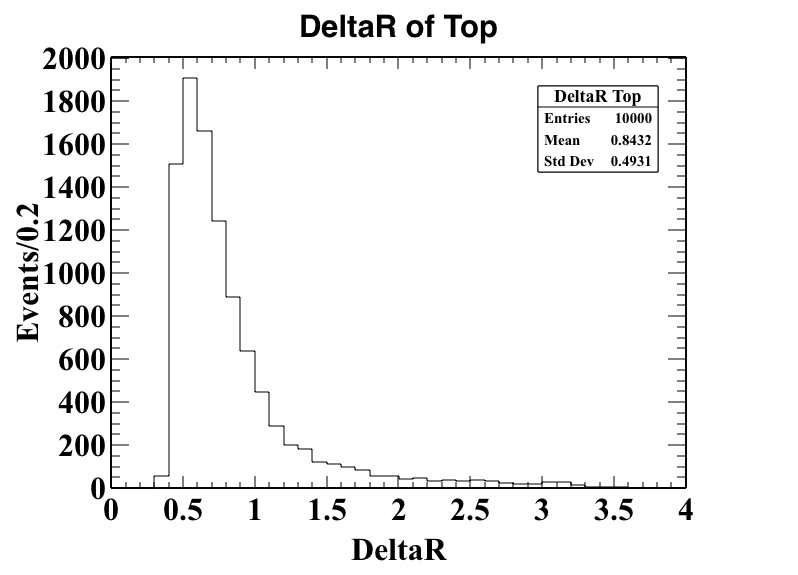 DeltaR of Top
DeltaR Top
Entries 10000
Mean 0.8432
Std Dev 0.4931
Events/0.2
2000
1800
1600
1400
1200
1000
800
600
400
200
0
0 0.5 1 1.5 2 2.5 3 3.5 4
DeltaR